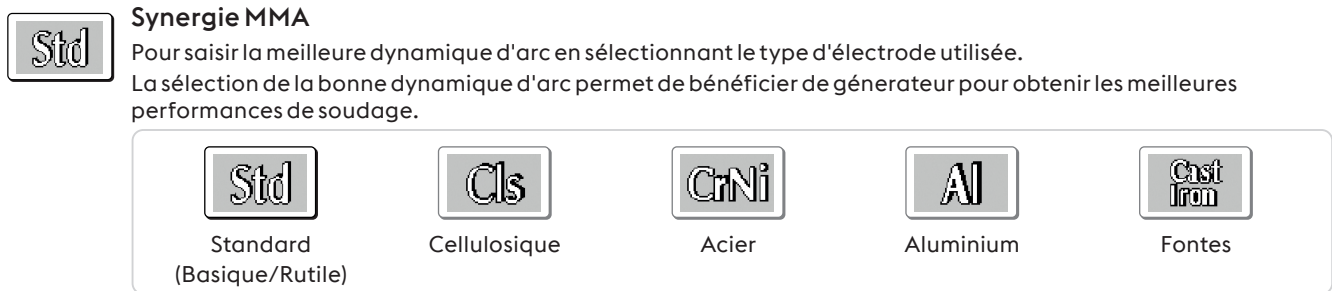 Std
Synergie MMA
Pour saisir la meilleure dynamique d'arc en sélectionnant le type d'électrode utilisée.
La sélection de la bonne dynamique d'arc permet de bénéficier de génerateur pour obtenir les meilleures
performances de soudage.
Std
Cls
CrNi
Al
Cast
Iron
Standard
(Basique/Rutile)
Cellulosique
Acier
Aluminium
Fontes